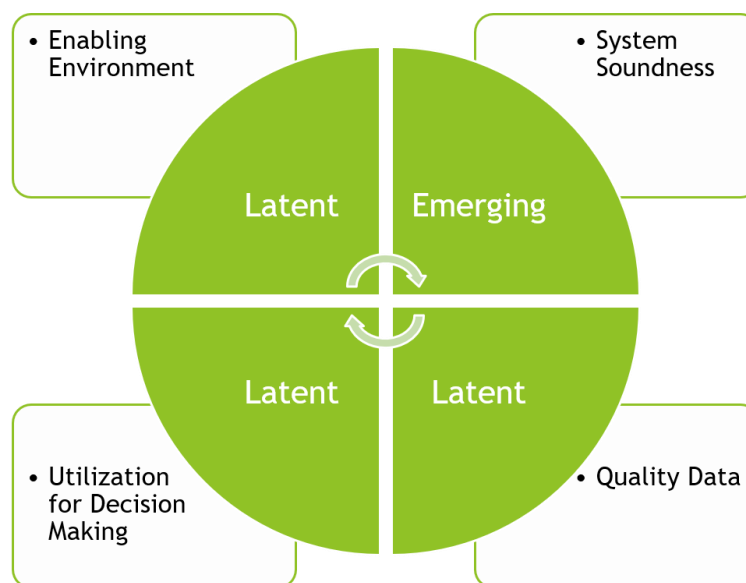 • Enabling
Environment
• System
Soundness
Latent
Emerging
Latent
Latent
• Utilization
for Decision
Making
• Quality Data